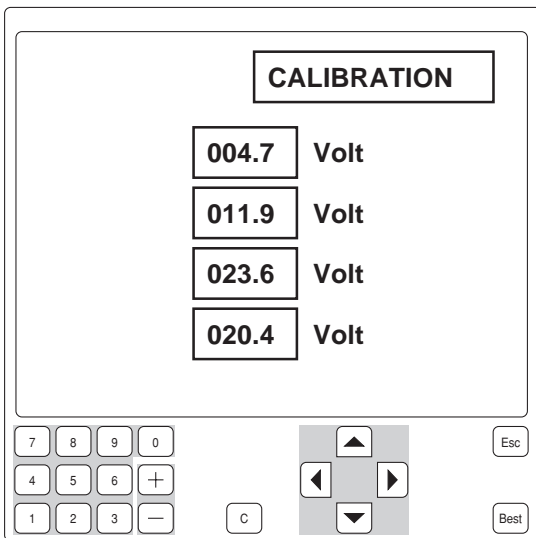 CALIBRATION
004.7 Volt
011.9 Volt
023.6 Volt
020.4 Volt
7 8 9 0 Esc
4 5 6 +
1 2 3 — C Best